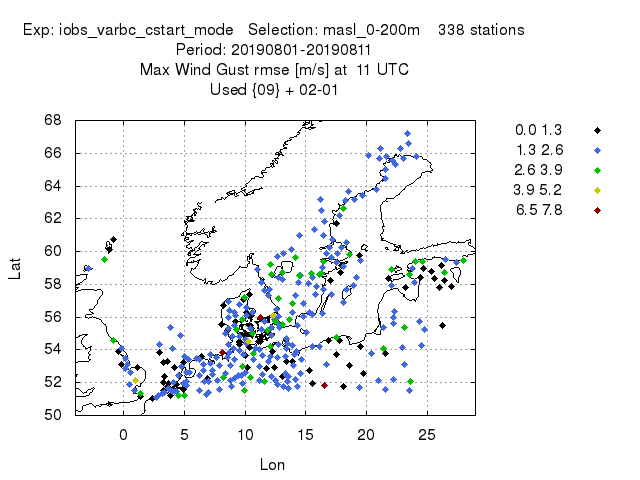 Exp: iobs_varbc_cstart_mode   Selection: masl_0-200m    338 stations
Period: 20190801-20190811
Max Wind Gust rmse [m/s] at  11 UTC
Used {09} + 02-01
68
66
64
62
60
58
56
54
52
50
Lat
0 5 10 15 20 25
Lon
0.0 1.3
1.3 2.6
2.6 3.9
3.9 5.2
6.5 7.8